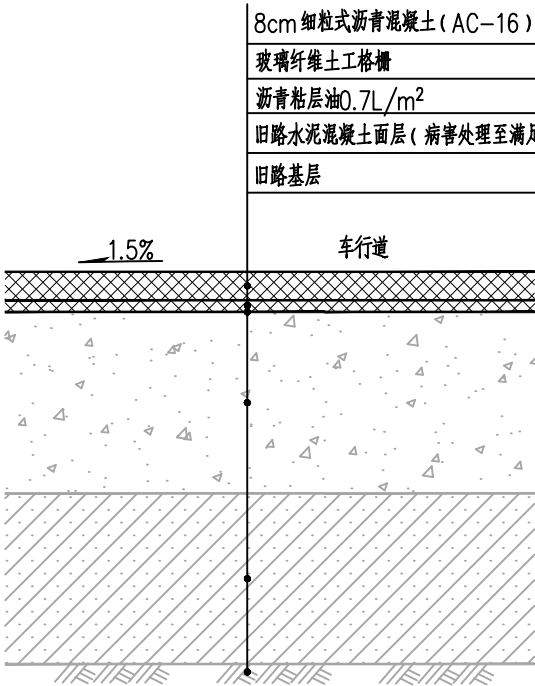 8cm 细粒式沥青混凝土(AC-16)
玻璃纤维土工格栅
沥青粘层油0.7L/m²
旧路水泥混凝土面层(病害处理至满足
旧路基层
1.5%
车行道